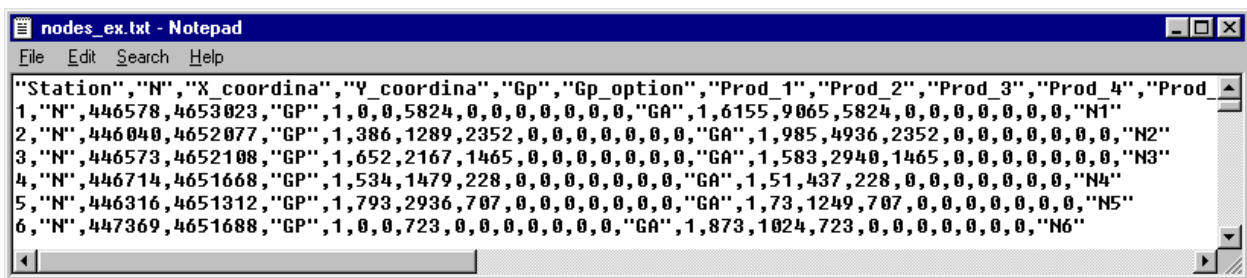 nodes_ex.txt - Notepad
File Edit Search Help
"Station","N","X_coordina","Y_coordina","Gp","Gp_option","Prod_1","Prod_2","Prod_3","Prod_4","Prod_
1,"N",446578,4653023,"GP",1,0,0,5824,0,0,0,0,0,0,0,"GA",1,6155,9065,5824,0,0,0,0,0,0,0,"N1"
2,"N",446040,4652077,"GP",1,386,1289,2352,0,0,0,0,0,0,0,"GA",1,985,4936,2352,0,0,0,0,0,0,0,"N2"
3,"N",446573,4652108,"GP",1,652,2167,1465,0,0,0,0,0,0,0,"GA",1,583,2940,1465,0,0,0,0,0,0,0,"N3"
4,"N",446714,4651668,"GP",1,534,1479,228,0,0,0,0,0,0,0,"GA",1,51,437,228,0,0,0,0,0,0,0,"N4"
5,"N",446316,4651312,"GP",1,793,2936,707,0,0,0,0,0,0,0,"GA",1,73,1249,707,0,0,0,0,0,0,0,"N5"
6,"N",447369,4651688,"GP",1,0,0,723,0,0,0,0,0,0,0,"GA",1,873,1024,723,0,0,0,0,0,0,0,"N6"